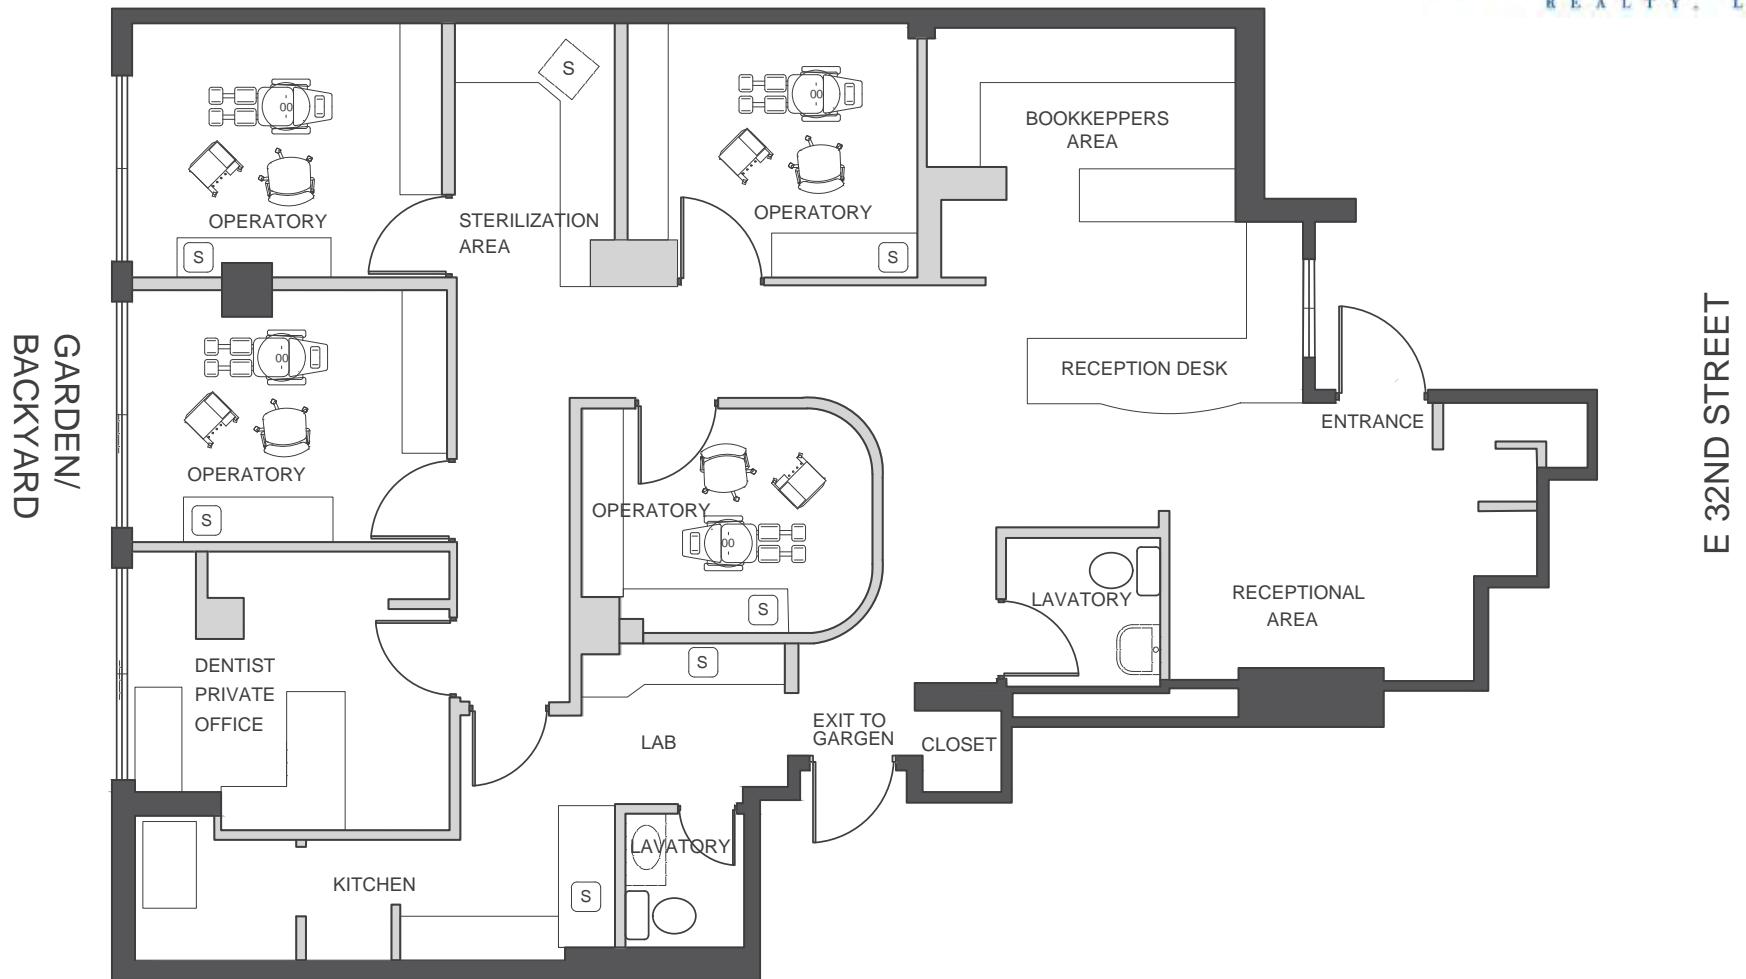 REALTY, L
S
BOOKKEPPERS
AREA
OPERATORY
STERILIZATION
AREA
OPERATORY
S
S
GARDEN/
BACKYARD
E 32ND STREET
RECEPTION DESK
ENTRANCE
OPERATORY
S
OPERATORY
S
LAVATORY
RECEPTIONAL
AREA
DENTIST
PRIVATE
OFFICE
S
LAB
EXIT TO
GARGEN
CLOSET
LAVATORY
KITCHEN
S